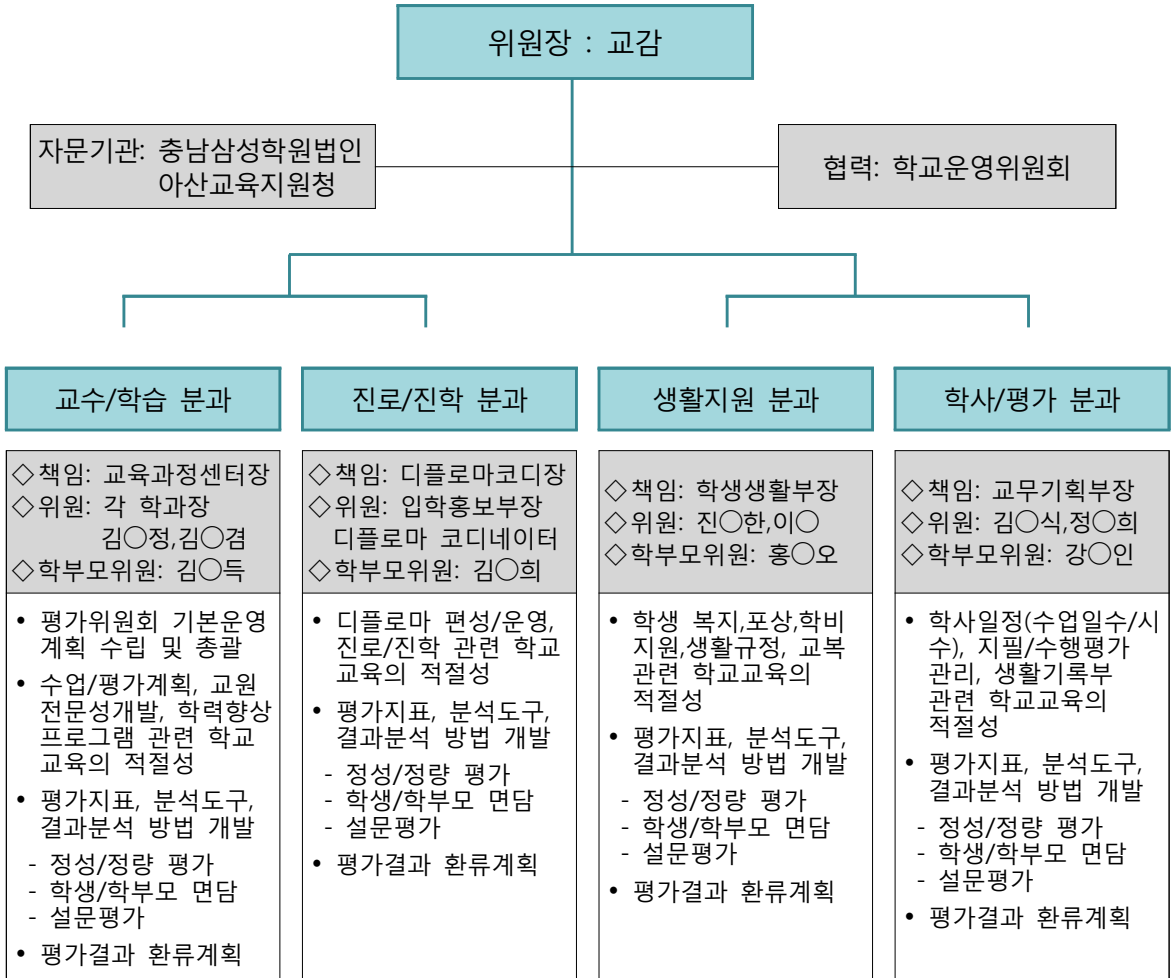 위원장 : 교감
자문기관: 충남삼성학원법인
아산교육지원청
협력: 학교운영위원회
교수/학습 분과
◇책임: 교육과정센터장
◇위원: 각 학과장
김○정,김○겸
◇학부모위원: 김○득
• 평가위원회 기본운영
계획 수립 및 총괄
• 수업/평가계획, 교원
전문성개발, 학력향상
프로그램 관련 학교
교육의 적절성
• 평가지표, 분석도구,
결과분석 방법 개발
- 정성/정량 평가
- 학생/학부모 면담
- 설문평가
• 평가결과 환류계획
진로/진학 분과
◇책임: 디플로마코디장
◇위원: 입학홍보부장
디플로마 코디네이터
◇학부모위원: 김○희
• 디플로마 편성/운영,
진로/진학 관련 학교
교육의 적절성
• 평가지표, 분석도구,
결과분석 방법 개발
- 정성/정량 평가
- 학생/학부모 면담
- 설문평가
• 평가결과 환류계획
생활지원 분과
◇책임: 학생생활부장
◇위원: 진○한,이○
◇학부모위원: 홍○오
• 학생 복지,포상,학비
지원,생활규정, 교복
관련 학교교육의
적절성
• 평가지표, 분석도구,
결과분석 방법 개발
- 정성/정량 평가
- 학생/학부모 면담
- 설문평가
• 평가결과 환류계획
학사/평가 분과
◇책임: 교무기획부장
◇위원: 김○식,정○희
◇학부모위원: 강○인
• 학사일정(수업일수/시
수), 지필/수행평가
관리, 생활기록부
관련 학교교육의
적절성
• 평가지표, 분석도구,
결과분석 방법 개발
- 정성/정량 평가
- 학생/학부모 면담
- 설문평가
• 평가결과 환류계획